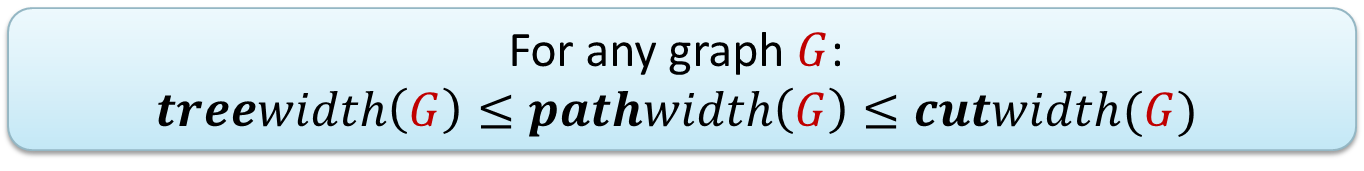 For any graph G:
treewidth(G) ≤ pathwidth(G) ≤ cutwidth(G)